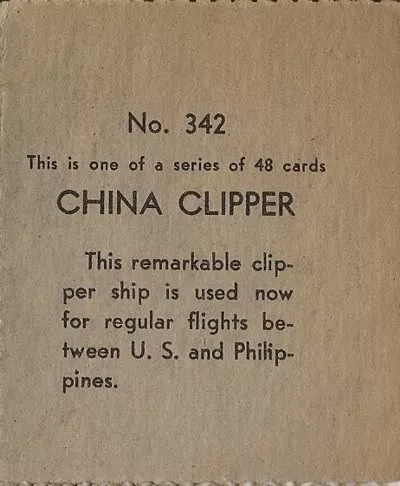 No. 342
This is one of a series of 48 cards
CHINA CLIPPER
This remarkable clip-
per ship is used now
for regular flights be-
tween U. S. and Philip-
pines.